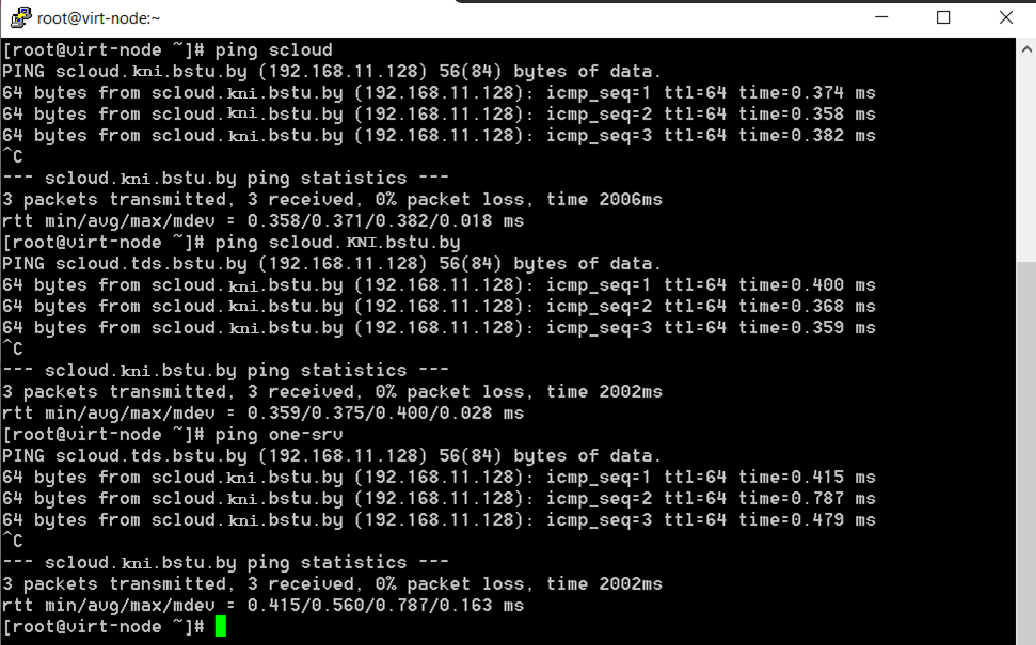 root@virt-node:~
[root@virt-node ~]# ping scloud
PING scloud.kni.bstu.by (192.168.11.128) 56(84) bytes of data.
64 bytes from scloud.kni.bstu.by (192.168.11.128): icmp_seq=1 ttl=64 time=0.374 ms
64 bytes from scloud.kni.bstu.by (192.168.11.128): icmp_seq=2 ttl=64 time=0.358 ms
64 bytes from scloud.kni.bstu.by (192.168.11.128): icmp_seq=3 ttl=64 time=0.382 ms
^C
--- scloud.kni.bstu.by ping statistics ---
3 packets transmitted, 3 received, 0% packet loss, time 2006ms
rtt min/avg/max/mdev = 0.358/0.371/0.382/0.018 ms
[root@virt-node ~]# ping scloud.KNI.bstu.by
PING scloud.tds.bstu.by (192.168.11.128) 56(84) bytes of data.
64 bytes from scloud.kni.bstu.by (192.168.11.128): icmp_seq=1 ttl=64 time=0.400 ms
64 bytes from scloud.kni.bstu.by (192.168.11.128): icmp_seq=2 ttl=64 time=0.368 ms
64 bytes from scloud.kni.bstu.by (192.168.11.128): icmp_seq=3 ttl=64 time=0.359 ms
^C
--- scloud.kni.bstu.by ping statistics ---
3 packets transmitted, 3 received, 0% packet loss, time 2002ms
rtt min/avg/max/mdev = 0.359/0.375/0.400/0.028 ms
[root@virt-node ~]# ping one-srv
PING scloud.tds.bstu.by (192.168.11.128) 56(84) bytes of data.
64 bytes from scloud.kni.bstu.by (192.168.11.128): icmp_seq=1 ttl=64 time=0.415 ms
64 bytes from scloud.kni.bstu.by (192.168.11.128): icmp_seq=2 ttl=64 time=0.787 ms
64 bytes from scloud.kni.bstu.by (192.168.11.128): icmp_seq=3 ttl=64 time=0.479 ms
^C
--- scloud.kni.bstu.by ping statistics ---
3 packets transmitted, 3 received, 0% packet loss, time 2002ms
rtt min/avg/max/mdev = 0.415/0.560/0.787/0.163 ms
[root@virt-node ~]#